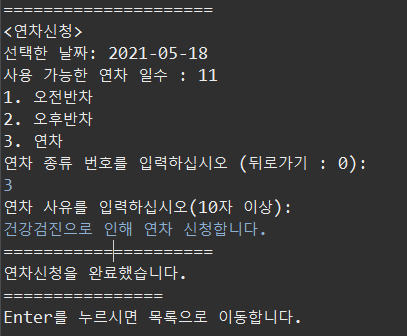 =====================
<연차신청>
선택한 날짜: 2021-05-18
사용 가능한 연차 일수 : 11
1. 오전반차
2. 오후반차
3. 연차
연차 종류 번호를 입력하십시오 (뒤로가기 : 0):
3
연차 사유를 입력하십시오(10자 이상):
건강검진으로 인해 연차 신청합니다.
=====================
연차신청을 완료했습니다.
================
Enter를 누르시면 목록으로 이동합니다.